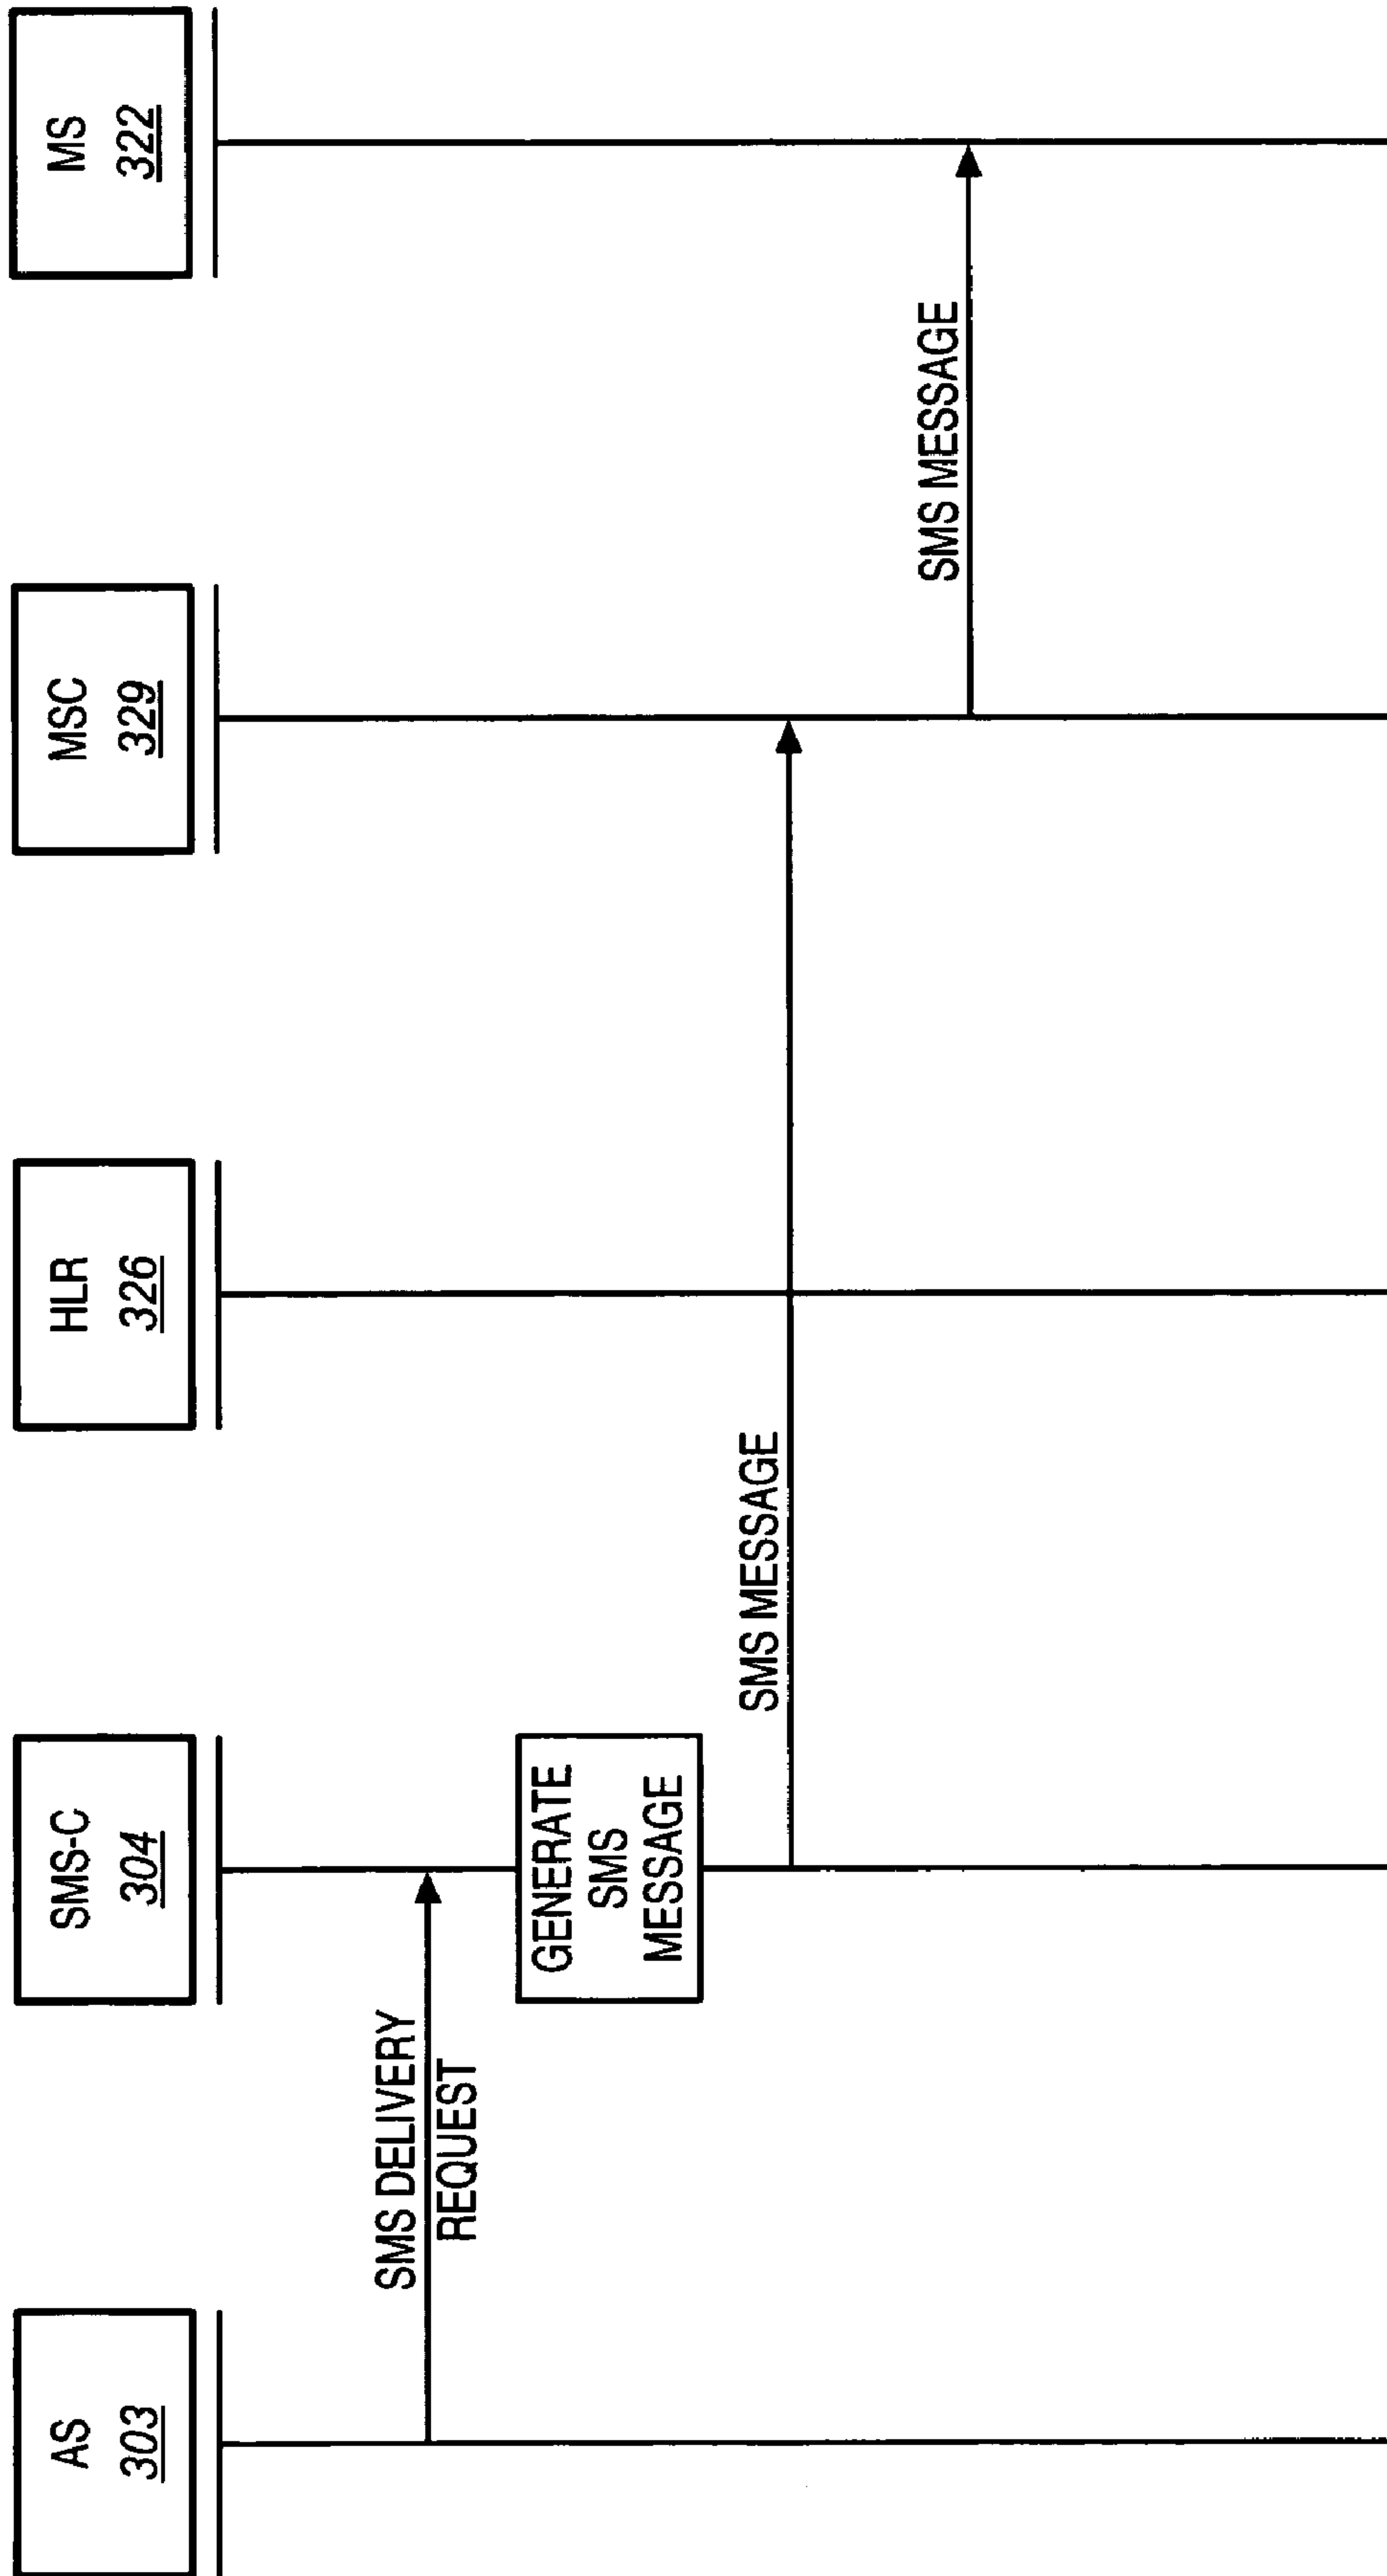 AS
303
SMS-C
304
HLR
326
MSC
329
MS
322
SMS DELIVERY
REQUEST
GENERATE
SMS
MESSAGE
SMS MESSAGE
SMS MESSAGE